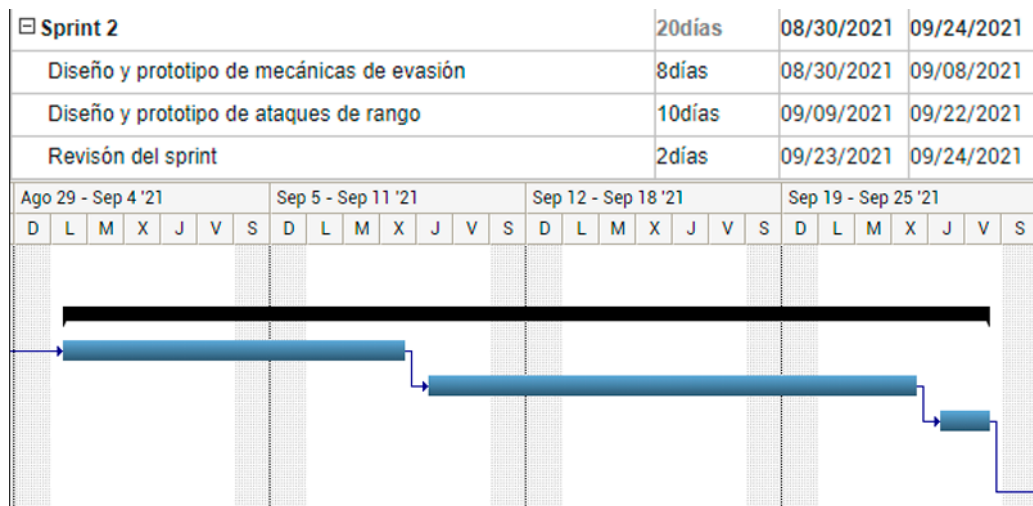 Sprint 2 20días 08/30/2021 09/24/2021
Diseño y prototipo de mecánicas de evasión 8días 08/30/2021 09/08/2021
Diseño y prototipo de ataques de rango 10días 09/09/2021 09/22/2021
Revisón del sprint 2días 09/23/2021 09/24/2021
Ago 29 - Sep 4 '21 Sep 5 - Sep 11 '21 Sep 12 - Sep 18 '21 Sep 19 - Sep 25 '21
D L M X J V S D L M X J V S D L M X J V S D L M X J V S